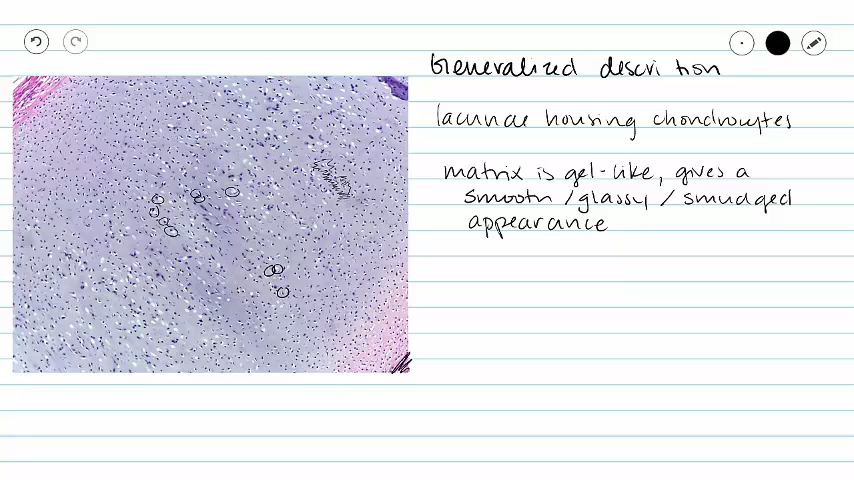 Generalized descri tion
lacunae housing chondrocytes
matrix is gel-like, gives a
smooth /glassy / smudged
appearance